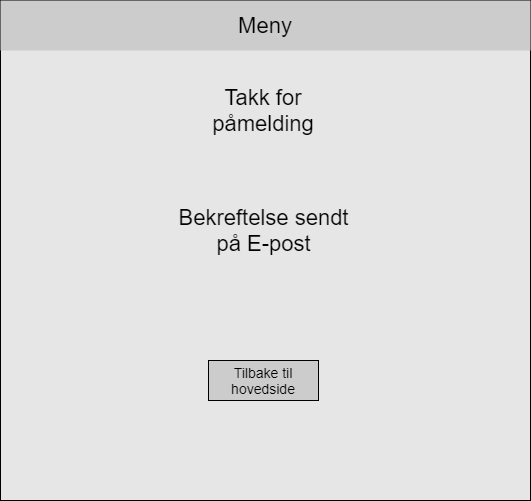 Meny
Takk for
påmelding
Bekreftelse sendt
på E-post
Tilbake til
hovedside